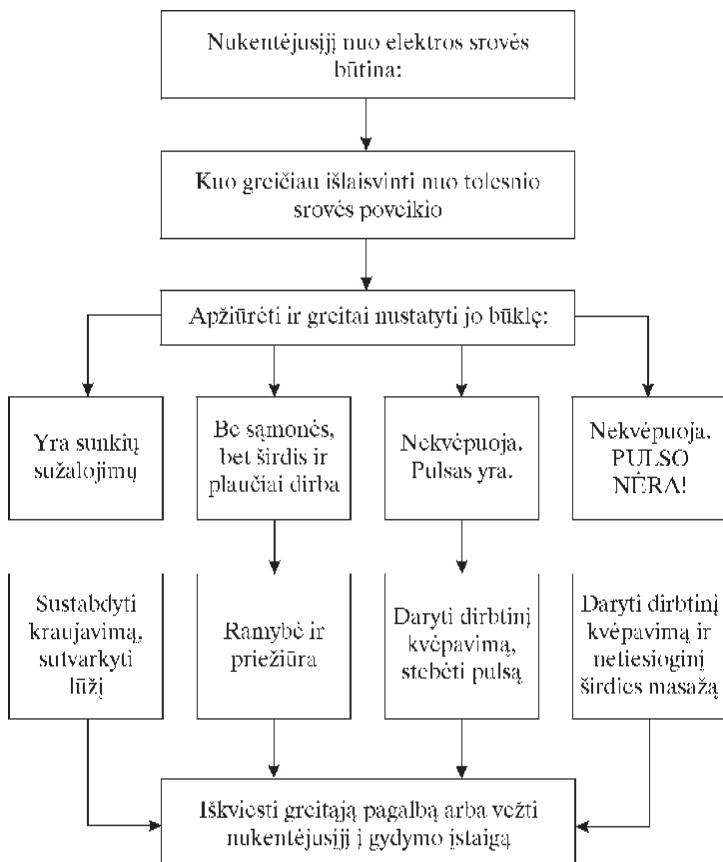 Nukentėjusįjį nuo elektros srovės
būtina:
Kuo greičiau išlaisvinti nuo tolesnio
srovės poveikio
Apžiūrėti ir greitai nustatyti jo būklę:
Yra sunkių
sužalojimų
Be sąmonės,
bet širdis ir
plaučiai dirba
Nekvėpuoja.
Pulsas yra.
Nekvėpuoja.
PULSO
NĖRA!
Sustabdyti
kraujavimą,
sutvarkyti
lūžį
Ramybė ir
priežiūra
Daryti dirbtinį
kvėpavimą,
stebėti pulsą
Daryti dirbtinį
kvėpavimą ir
netiesioginį
širdies masažą
Iškviesti greitąją pagalbą arba vežti
nukentėjusįjį į gydymo įstaigą